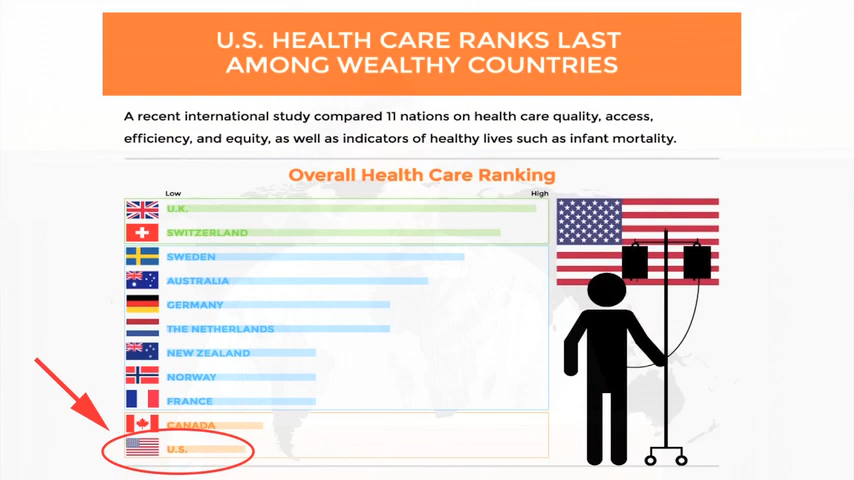 U.S. HEALTH CARE RANKS LAST
AMONG WEALTHY COUNTRIES
A recent international study compared 11 nations on health care quality, access,
efficiency, and equity, as well as indicators of healthy lives such as infant mortality.
Overall Health Care Ranking
Low High
U.K.
SWITZERLAND
SWEDEN
AUSTRALIA
GERMANY
THE NETHERLANDS
NEW ZEALAND
NORWAY
FRANCE
CANADA
U.S.